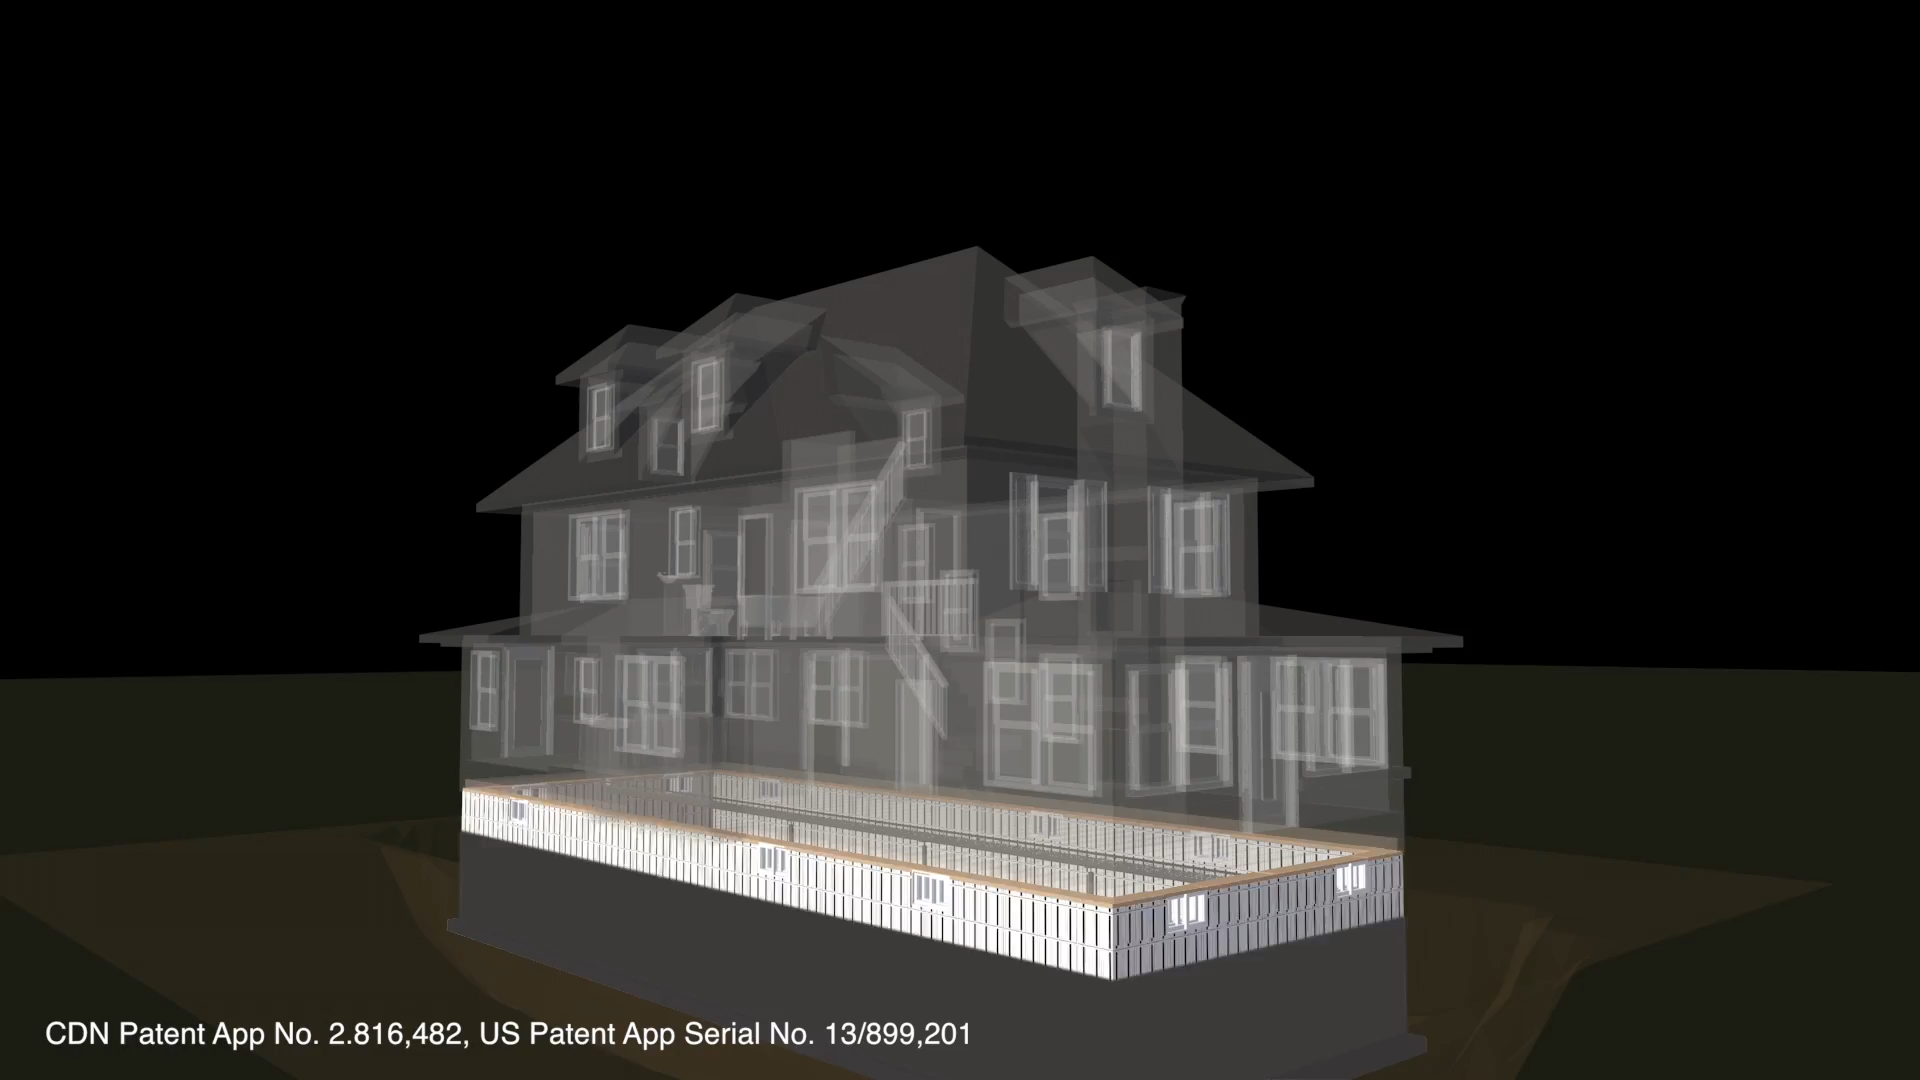 CDN Patent App No. 2.816,482, US Patent App Serial No. 13/899,201